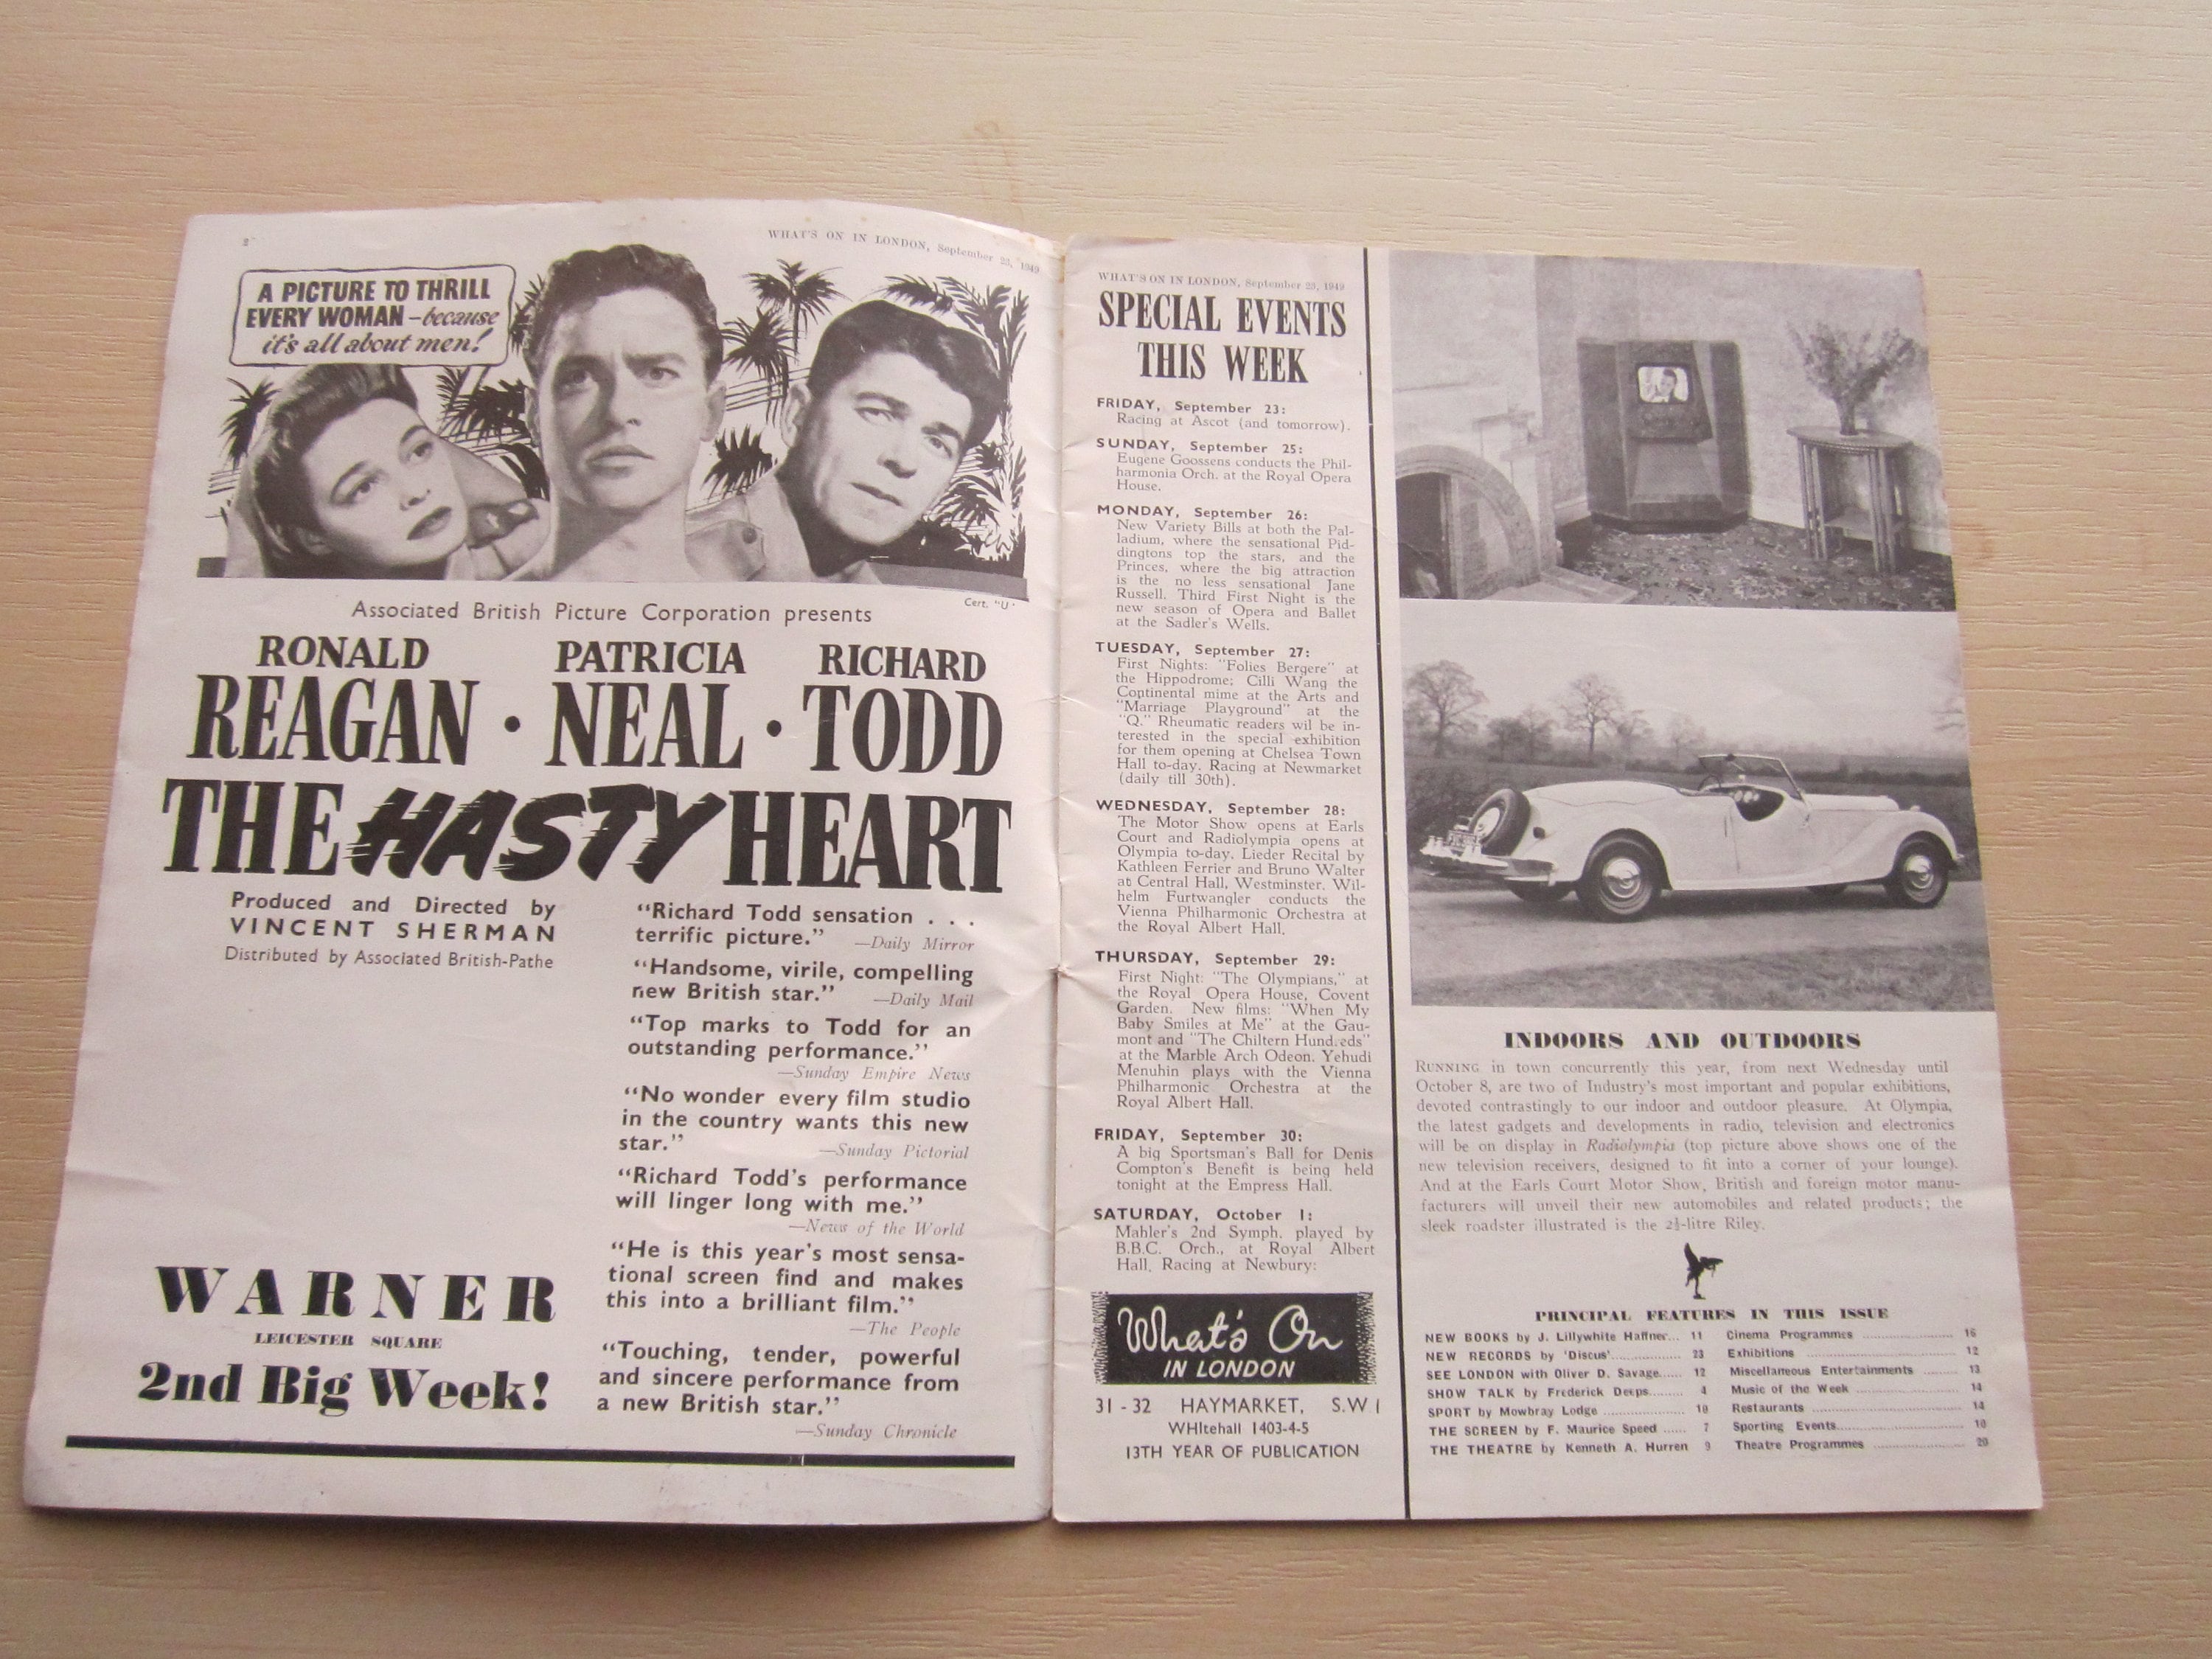 2
WHAT'S ON IN LONDON, September 23, 1949
A PICTURE TO THRILL
EVERY WOMAN – because
it's all about men!
Cert. "U"
Associated British Picture Corporation presents
RONALD PATRICIA RICHARD
REAGAN · NEAL · TODD
THE HASTY HEART
Produced and Directed by
VINCENT SHERMAN
Distributed by Associated British-Pathe
"Richard Todd sensation . . .
terrific picture." —Daily Mirror
"Handsome, virile, compelling
new British star." —Daily Mail
"Top marks to Todd for an
outstanding performance."
—Sunday Empire News
"No wonder every film studio
in the country wants this new
star." —Sunday Pictorial
"Richard Todd's performance
will linger long with me."
—News of the World
"He is this year's most sensa-
tional screen find and makes
this into a brilliant film."
—The People
"Touching, tender, powerful
and sincere performance from
a new British star."
—Sunday Chronicle
WARNER
LEICESTER SQUARE
2nd Big Week!
WHAT'S ON IN LONDON, September 23, 1949
SPECIAL EVENTS
THIS WEEK
FRIDAY, September 23:
Racing at Ascot (and tomorrow).
SUNDAY, September 25:
Eugene Goossens conducts the Phil-
harmonia Orch. at the Royal Opera
House.
MONDAY, September 26:
New Variety Bills at both the Pal-
ladium, where the sensational Pid-
dingtons top the stars, and the
Princes, where the big attraction
is the no less sensational Jane
Russell. Third First Night is the
new season of Opera and Ballet
at the Sadler's Wells.
TUESDAY, September 27:
First Nights: "Folies Bergere" at
the Hippodrome; Cilli Wang the
Continental mime at the Arts and
"Marriage Playground" at the
"Q." Rheumatic readers wil be in-
terested in the special exhibition
for them opening at Chelsea Town
Hall to-day. Racing at Newmarket
(daily till 30th).
WEDNESDAY, September 28:
The Motor Show opens at Earls
Court and Radiolympia opens at
Olympia to-day. Lieder Recital by
Kathleen Ferrier and Bruno Walter
at Central Hall, Westminster. Wil-
helm Furtwangler conducts the
Vienna Philharmonic Orchestra at
the Royal Albert Hall.
THURSDAY, September 29:
First Night: "The Olympians," at
the Royal Opera House, Covent
Garden. New films: "When My
Baby Smiles at Me" at the Gau-
mont and "The Chiltern Hund.eds"
at the Marble Arch Odeon. Yehudi
Menuhin plays with the Vienna
Philharmonic Orchestra at the
Royal Albert Hall.
FRIDAY, September 30:
A big Sportsman's Ball for Denis
Compton's Benefit is being held
tonight at the Empress Hall.
SATURDAY, October 1:
Mahler's 2nd Symph. played by
B.B.C. Orch., at Royal Albert
Hall. Racing at Newbury:
What's On
IN LONDON
31 - 32 HAYMARKET, S.W1
WHItehall 1403-4-5
13TH YEAR OF PUBLICATION
INDOORS AND OUTDOORS
RUNNING in town concurrently this year, from next Wednesday until
October 8, are two of Industry's most important and popular exhibitions,
devoted contrastingly to our indoor and outdoor pleasure. At Olympia,
the latest gadgets and developments in radio, television and electronics
will be on display in Radiolympia (top picture above shows one of the
new television receivers, designed to fit into a corner of your lounge).
And at the Earls Court Motor Show, British and foreign motor manu-
facturers will unveil their new automobiles and related products; the
sleek roadster illustrated is the 2½-litre Riley.
PRINCIPAL FEATURES IN THIS ISSUE
NEW BOOKS by J. Lillywhite Haffner... 11
NEW RECORDS by 'Discus'... 23
SEE LONDON with Oliver D. Savage... 12
SHOW TALK by Frederick Deeps... 4
SPORT by Mowbray Lodge ... 10
THE SCREEN by F. Maurice Speed ... 7
THE THEATRE by Kenneth A. Hurren 9
Cinema Programmes ... 16
Exhibitions ... 12
Miscellaneous Entertainments ... 13
Music of the Week ... 14
Restaurants ... 14
Sporting Events... 10
Theatre Programmes ... 20